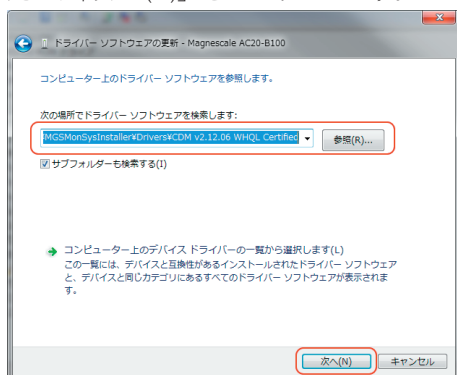 ドライバー ソフトウェアの更新 - Magnescale AC20-B100
コンピューター上のドライバー ソフトウェアを参照します。
次の場所でドライバー ソフトウェアを検索します:
MGSMonSysInstaller¥Drivers¥CDM v2.12.06 WHQL Certified
参照(R)...
サブフォルダーも検索する(I)
コンピューター上のデバイス ドライバーの一覧から選択します(L)
この一覧には、デバイスと互換性があるインストールされたドライバー ソフトウェア
と、デバイスと同じカテゴリにあるすべてのドライバー ソフトウェアが表示されま
す。
次へ(N)
キャンセル